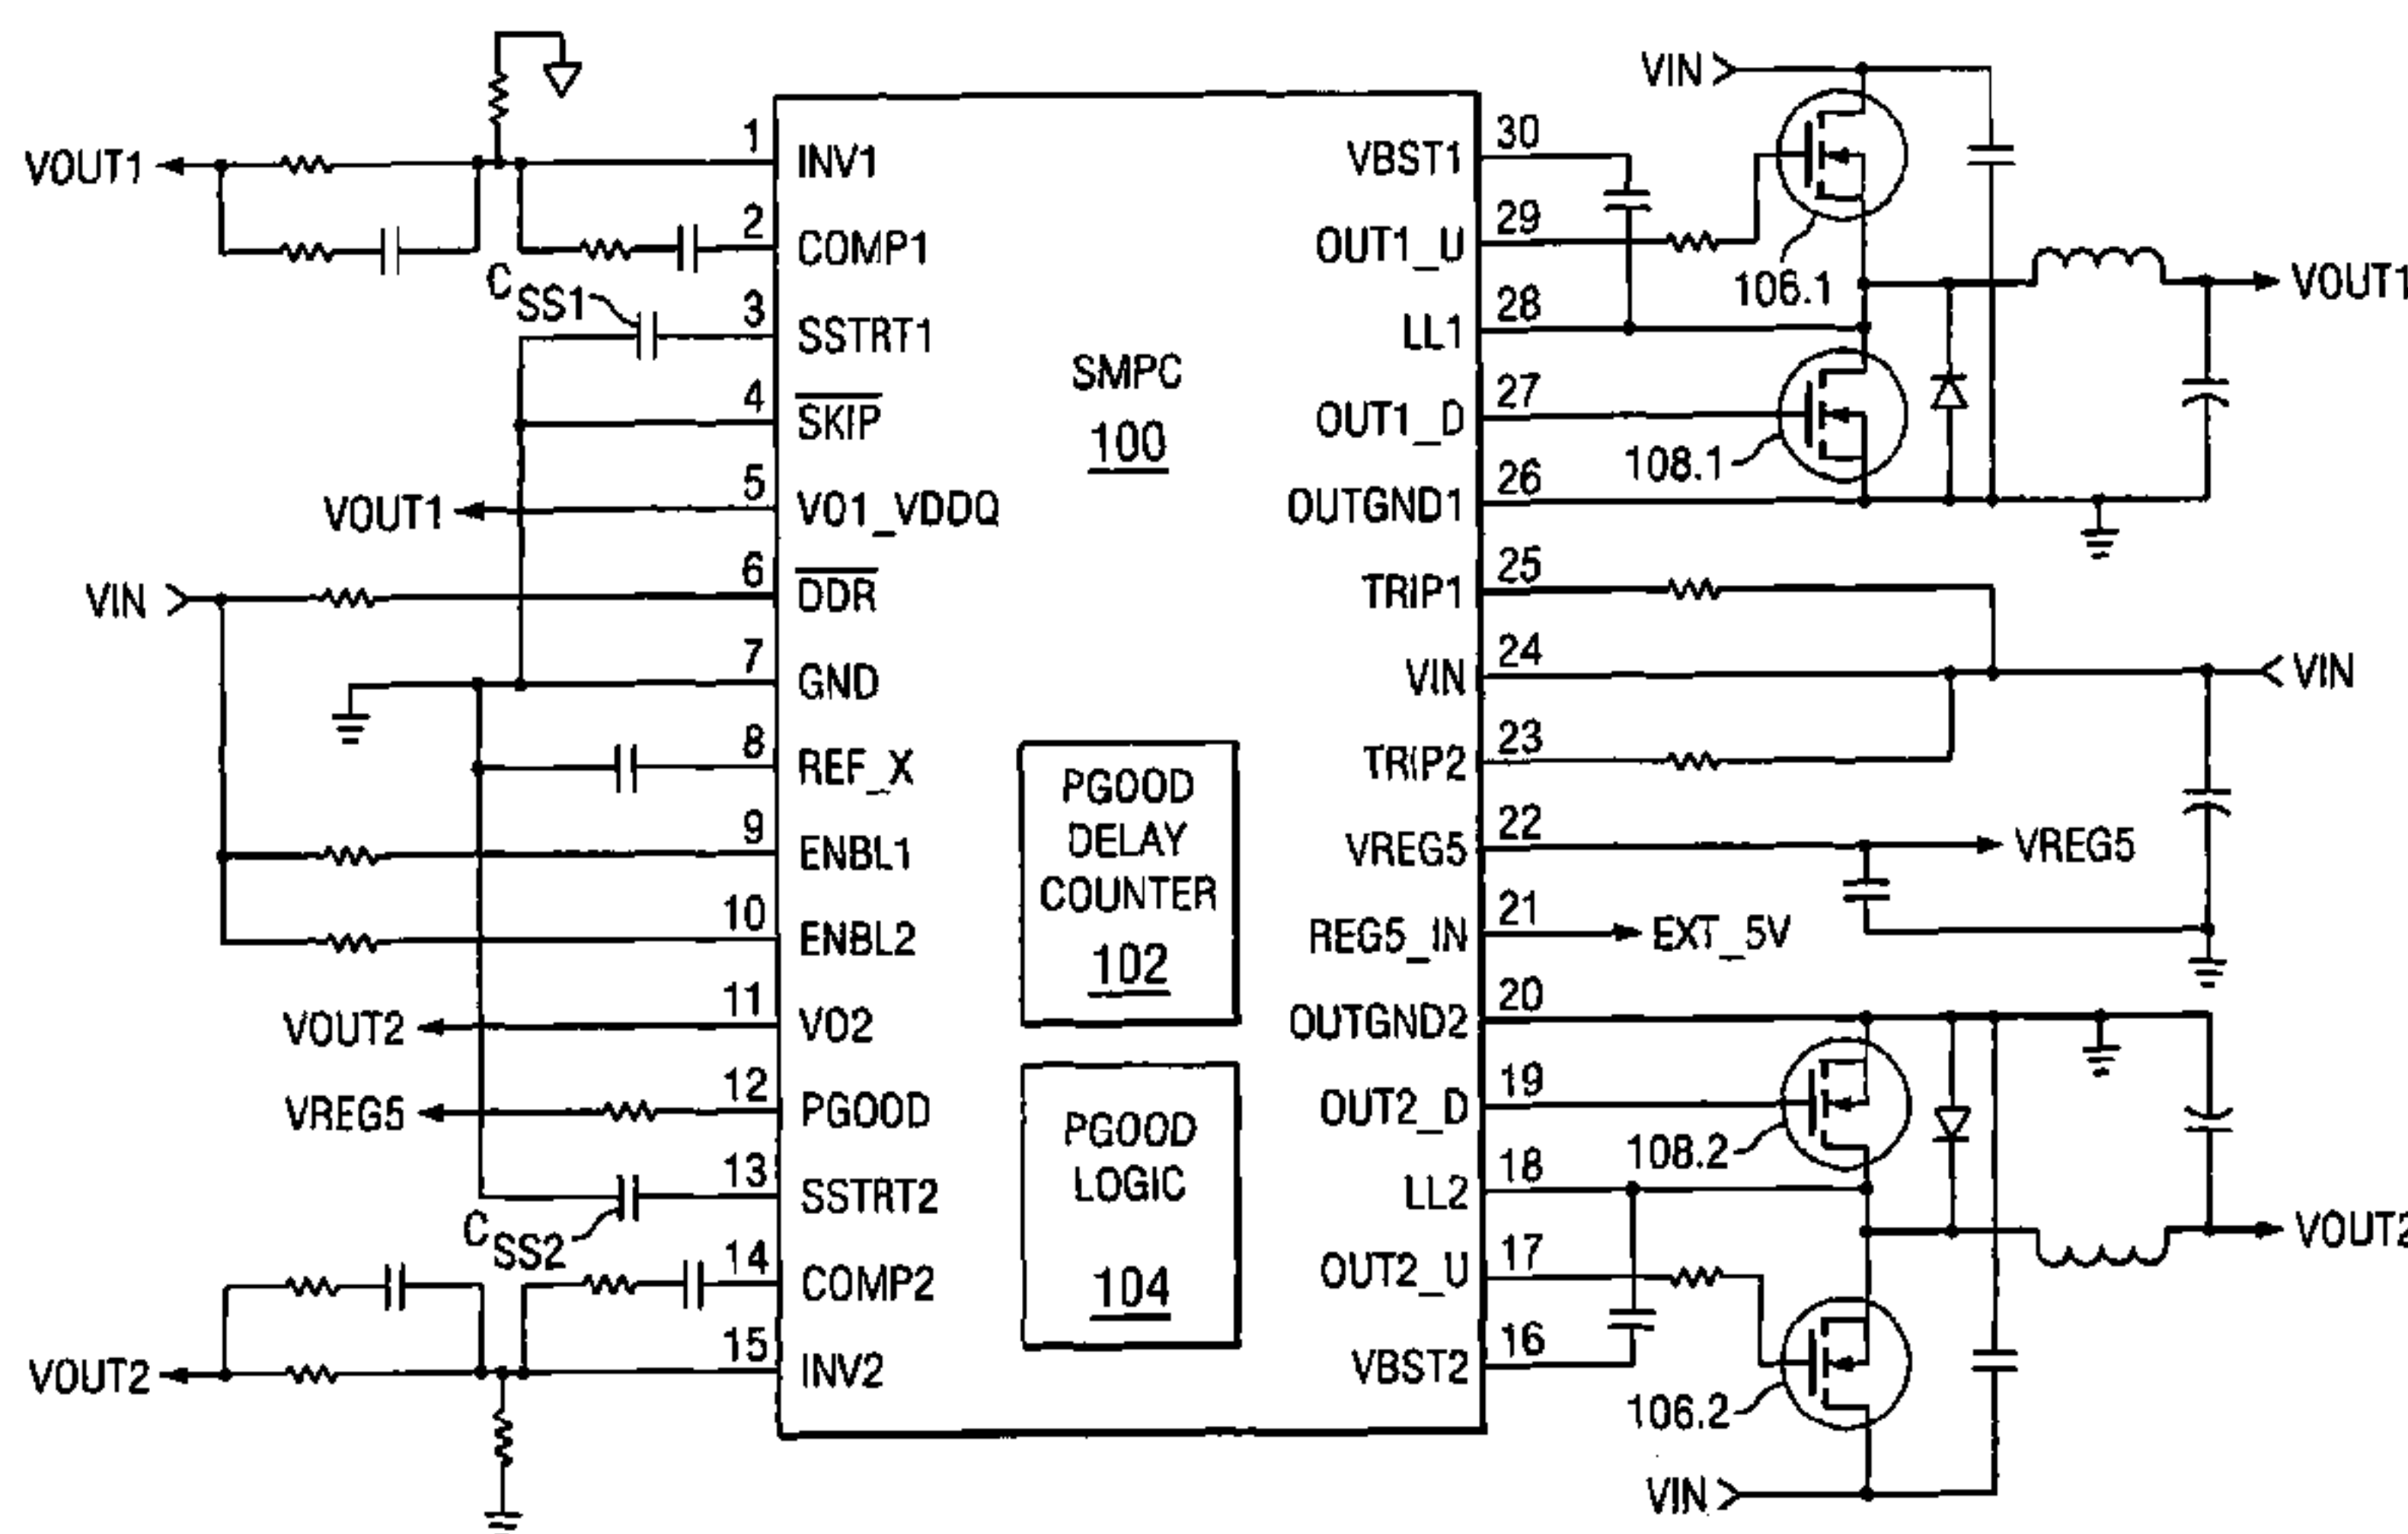 VOUT1
1 INV1
2 COMP1
CSS1
3 SSTRT1
4 SKIP
VOUT1
5 VO1_VDDQ
VIN
6 DDR
7 GND
8 REF_X
9 ENBL1
10 ENBL2
VOUT2
11 VO2
VREG5
12 PGOOD
13 SSTRT2
CSS2
14 COMP2
VOUT2
15 INV2
SMPC
100
PGOOD
DELAY
COUNTER
102
PGOOD
LOGIC
104
VIN
VBST1 30
OUT1_U 29
106.1
VOUT1
LL1 28
OUT1_D 27
108.1
OUTGND1 26
TRIP1 25
VIN 24
VIN
TRIP2 23
VREG5 22
VREG5
REG5_IN 21
EXT_5V
OUTGND2 20
OUT2_D 19
108.2
LL2 18
VOUT2
OUT2_U 17
VBST2 16
106.2
VIN